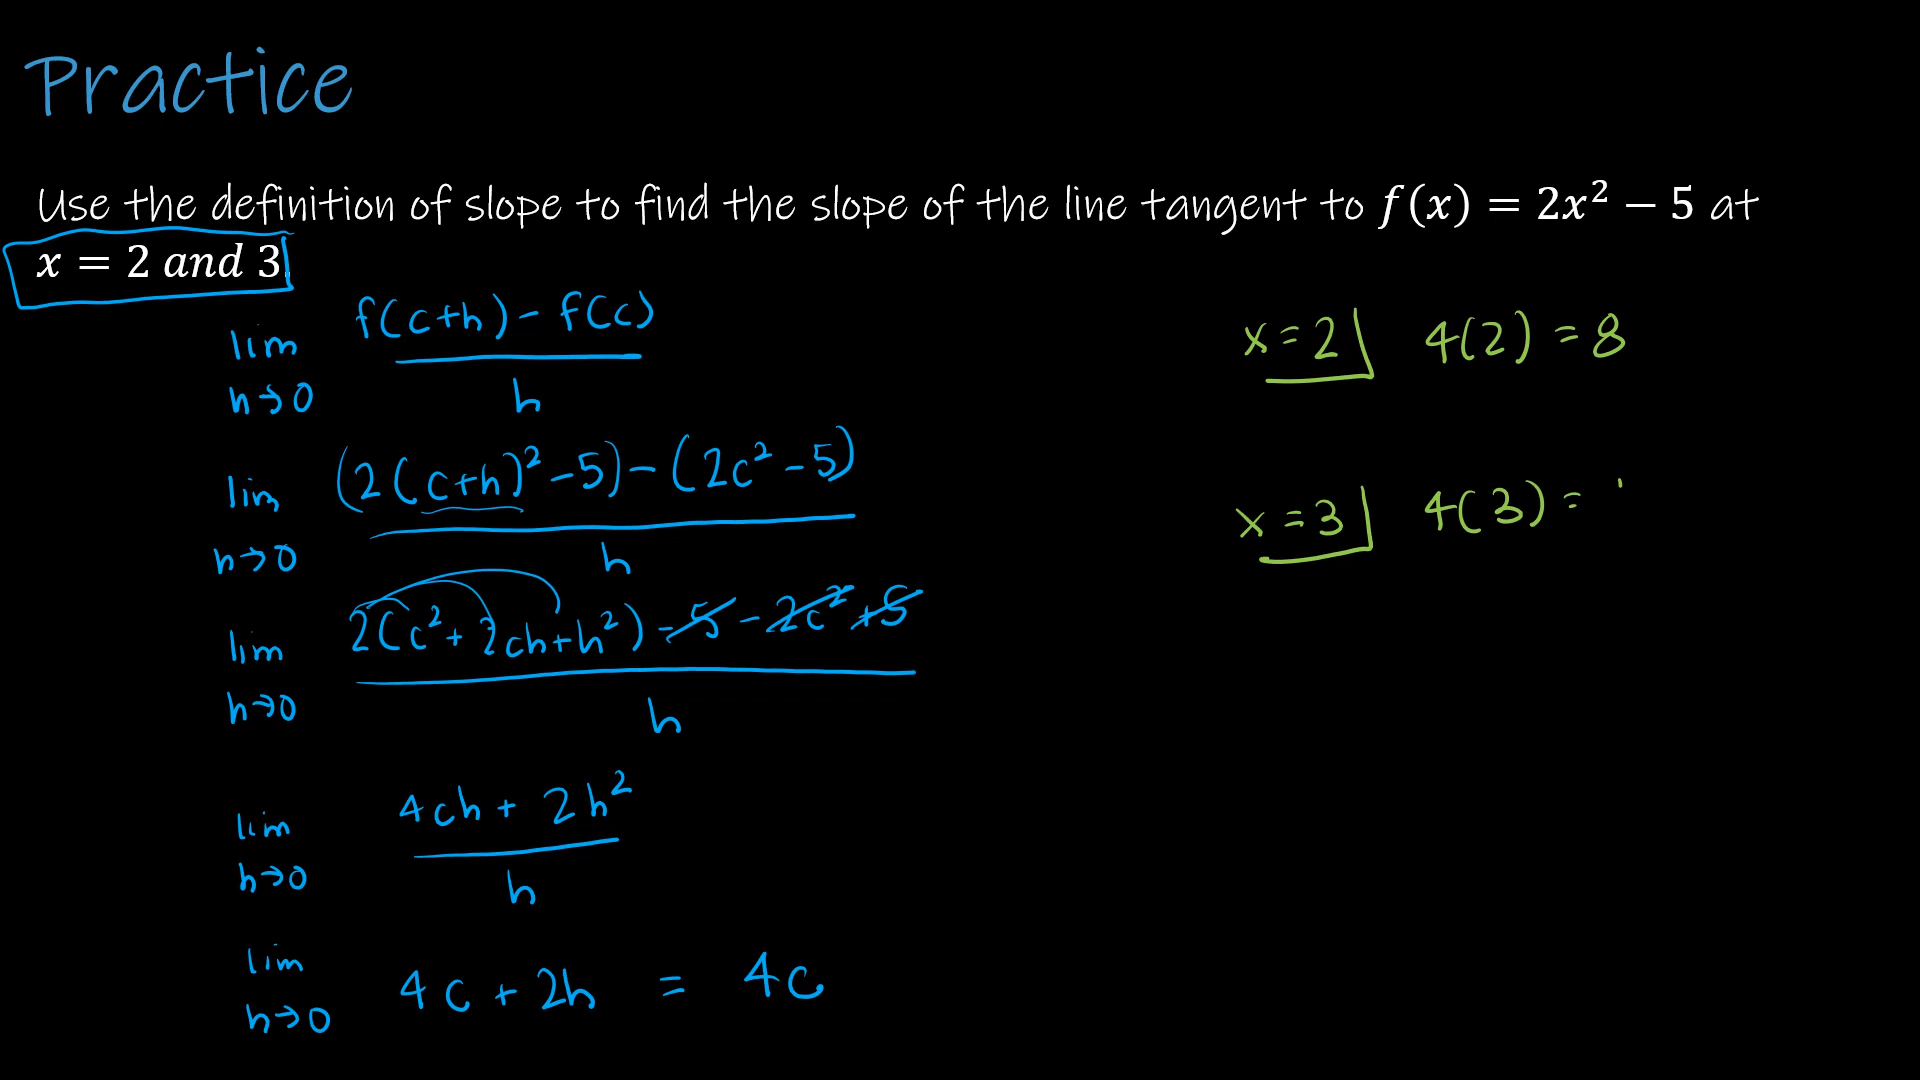 Practice
Use the definition of slope to find the slope of the line tangent to f(x) = 2x² − 5 at
x = 2 and 3.
lim h→0 (f(c+h) - f(c)) / h
lim h→0 ((2(c+h)² - 5) - (2c² - 5)) / h
lim h→0 (2(c² + 2ch + h²) - 5 - 2c² + 5) / h
lim h→0 (4ch + 2h²) / h
lim h→0 4c + 2h = 4c
x = 2 4(2) = 8
x = 3 4(3) =